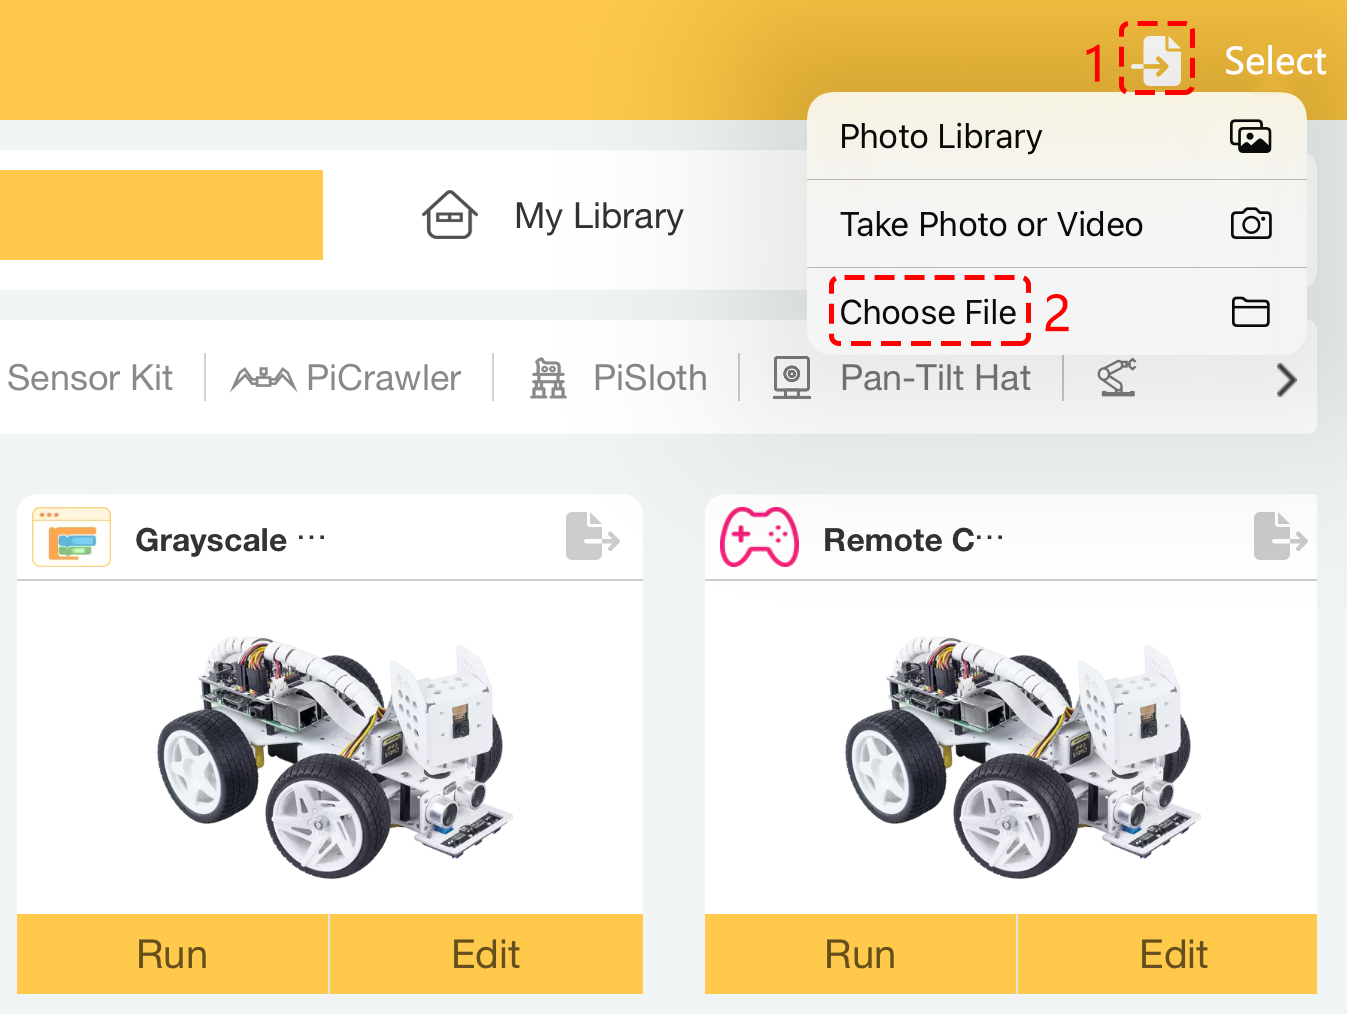 1 Select
Photo Library
Take Photo or Video
Choose File 2
My Library
Sensor Kit PiCrawler PiSloth Pan-Tilt Hat
Grayscale ···
Remote C···
Run Edit
Run Edit